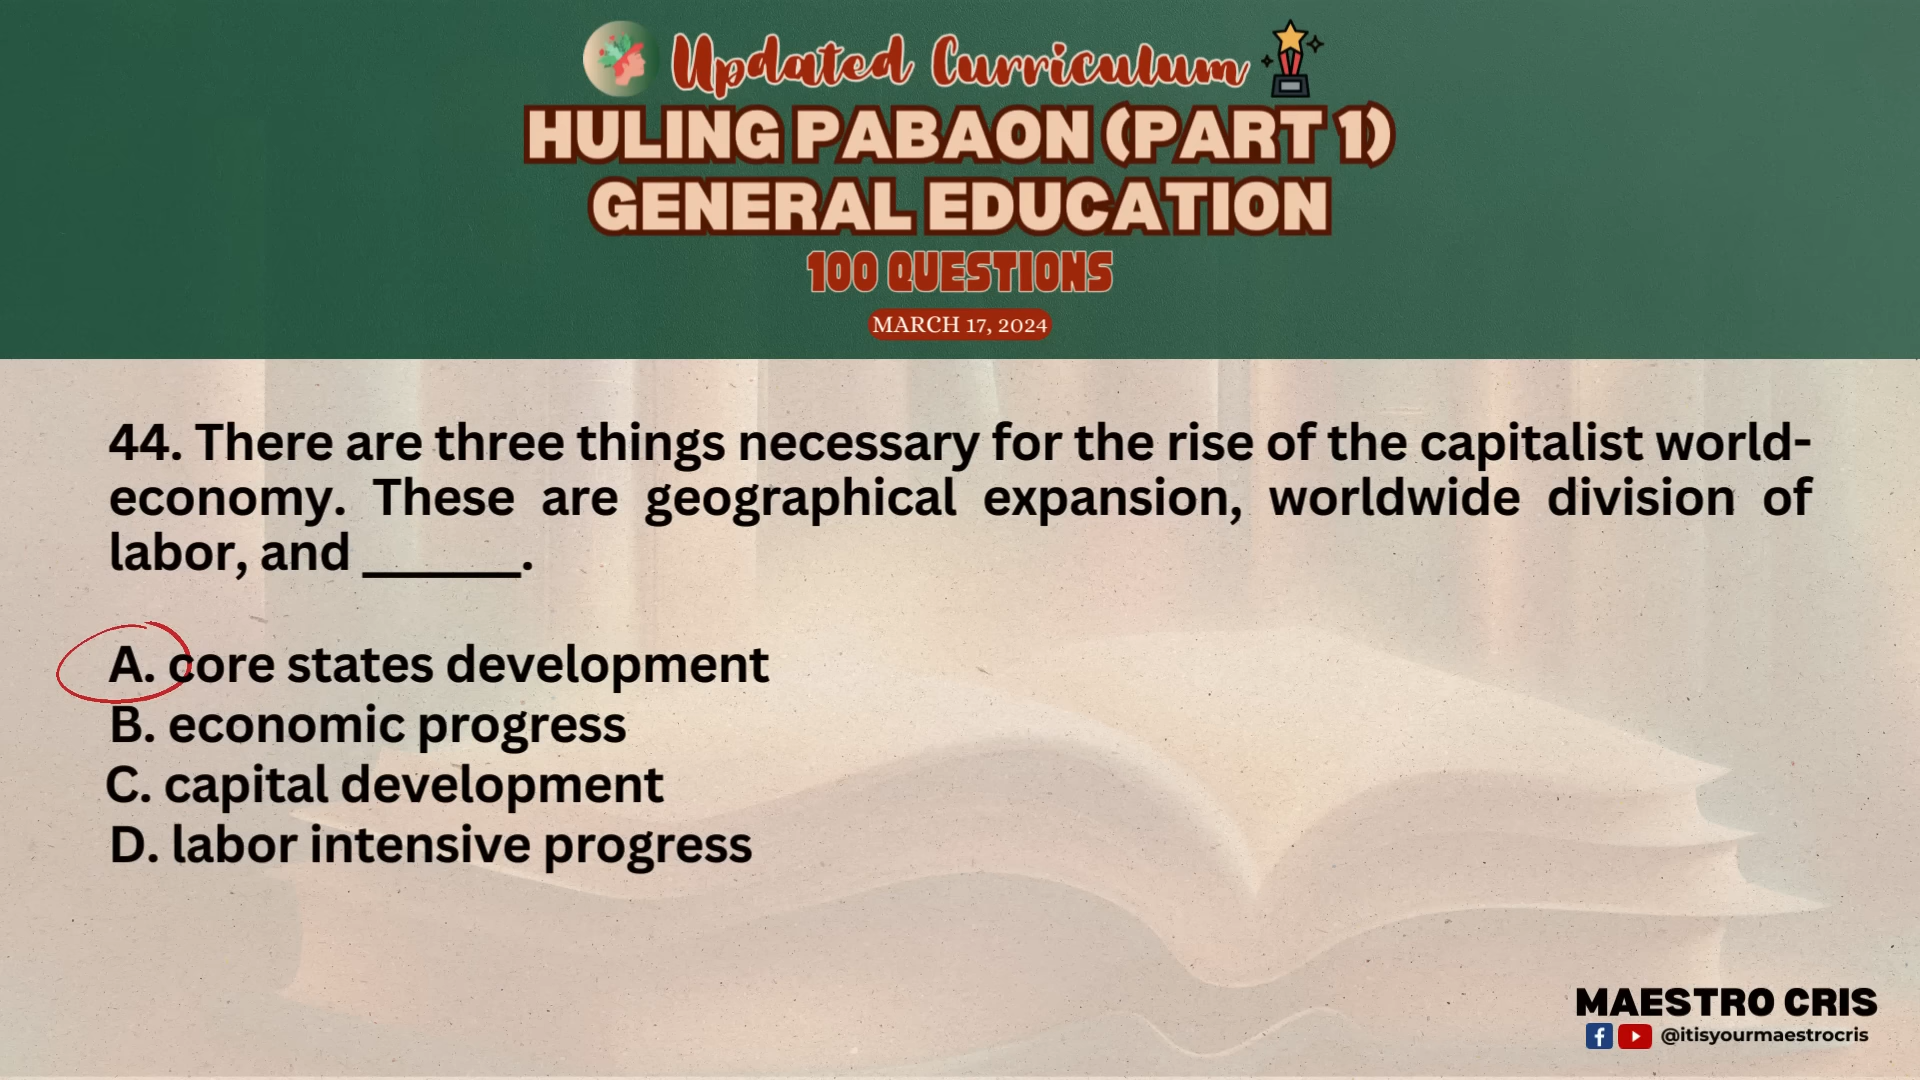 Updated Curriculum
HULING PABAON (PART 1)
GENERAL EDUCATION
100 QUESTIONS
MARCH 17, 2024
44. There are three things necessary for the rise of the capitalist world-
economy. These are geographical expansion, worldwide division of
labor, and ______.
A. core states development
B. economic progress
C. capital development
D. labor intensive progress
MAESTRO CRIS
@itisyourmaestrocris